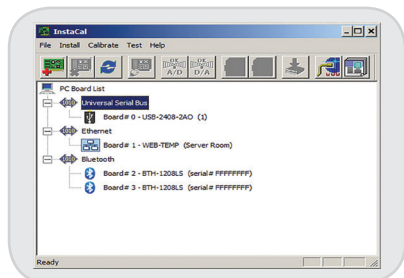 InstaCal
File Install Calibrate Test Help
A/D D/A
PC Board List
Universal Serial Bus
Board# 0 - USB-2408-2AO (1)
Ethernet
Board# 1 - WEB-TEMP (Server Room)
Bluetooth
Board# 2 - BTH-1208LS (serial# FFFFFFFF)
Board# 3 - BTH-1208LS (serial# FFFFFFFF)
Ready